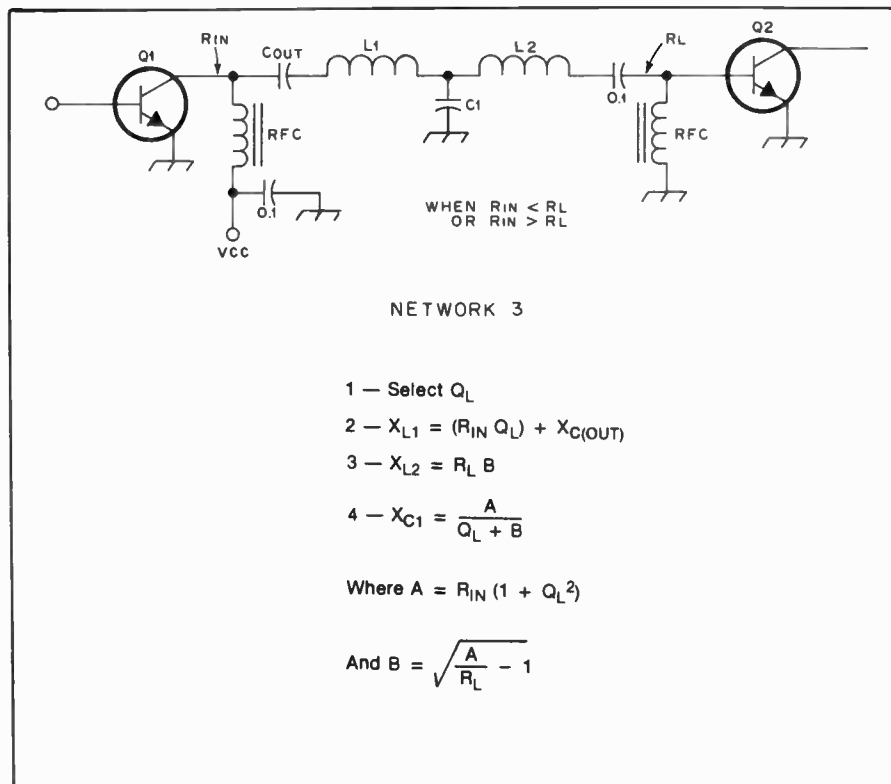 Q1
RIN
COUT
L1
L2
RL
Q2
C1
0.1
RFC
RFC
0.1
VCC
WHEN RIN < RL
OR RIN > RL
NETWORK 3
1 — Select QL
2 — XL1 = (RIN QL) + XC(OUT)
3 — XL2 = RL B
4 — XC1 = A / QL + B
Where A = RIN (1 + QL²)
And B = √(A / RL − 1)